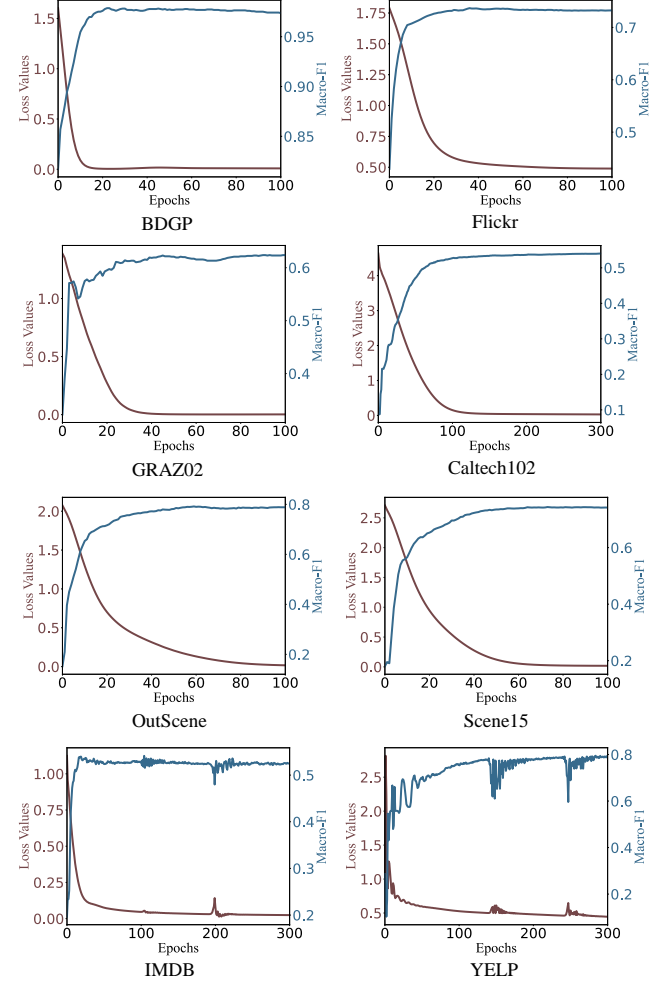 1.5
1.0
0.5
0.0
Loss Values
0.95
0.90
0.85
Macro-F1
0 20 40 60 80 100
Epochs
BDGP
1.75
1.50
1.25
1.00
0.75
0.50
Loss Values
0.7
0.6
0.5
Macro-F1
0 20 40 60 80 100
Epochs
Flickr
1.0
0.5
0.0
Loss Values
0.6
0.5
0.4
Macro-F1
0 20 40 60 80 100
Epochs
GRAZ02
4
3
2
1
0
Loss Values
0.5
0.4
0.3
0.2
0.1
Macro-F1
0 100 200 300
Epochs
Caltech102
2.0
1.5
1.0
0.5
0.0
Loss Values
0.8
0.6
0.4
0.2
Macro-F1
0 20 40 60 80 100
Epochs
OutScene
2.5
2.0
1.5
1.0
0.5
0.0
Loss Values
0.6
0.4
0.2
Macro-F1
0 20 40 60 80 100
Epochs
Scene15
1.00
0.75
0.50
0.25
0.00
Loss Values
0.5
0.4
0.3
0.2
Macro-F1
0 100 200 300
Epochs
IMDB
2.5
2.0
1.5
1.0
0.5
Loss Values
0.8
0.6
0.4
0.2
Macro-F1
0 100 200 300
Epochs
YELP